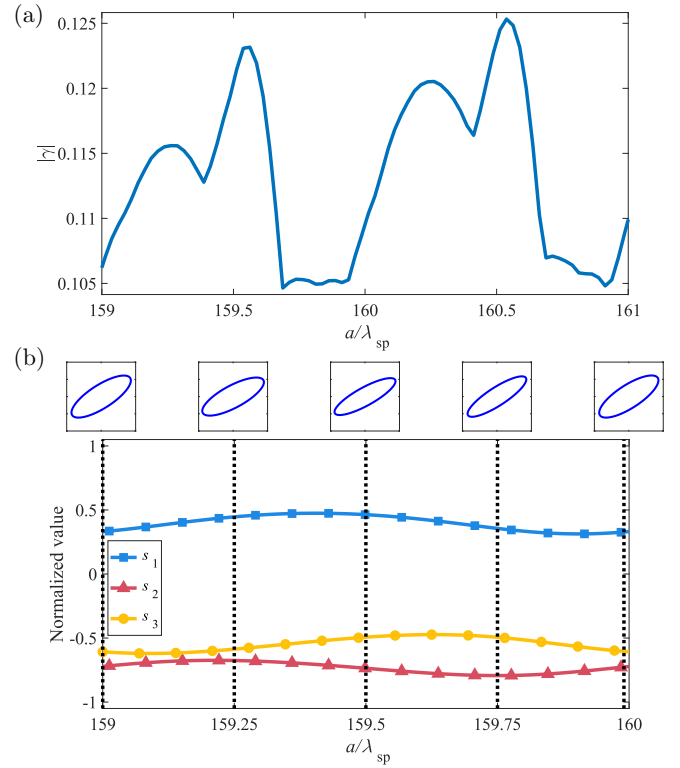 (a)
0.125
0.12
0.115
0.11
0.105
|γ|
159
159.5
160
160.5
161
a/λsp
(b)
1
0.5
0
-0.5
-1
Normalized value
s1
s2
s3
159
159.25
159.5
159.75
160
a/λsp